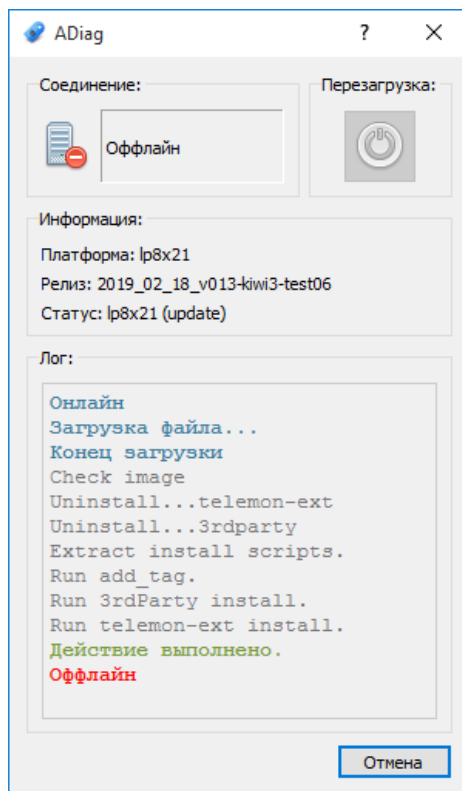 ADiag
?
Соединение:
Перезагрузка:
Оффлайн
Информация:
Платформа: lp8x21
Релиз: 2019_02_18_v013-kiwi3-test06
Статус: lp8x21 (update)
Лог:
Онлайн
Загрузка файла...
Конец загрузки
Check image
Uninstall...telemon-ext
Uninstall...3rdparty
Extract install scripts.
Run add_tag.
Run 3rdParty install.
Run telemon-ext install.
Действие выполнено.
Оффлайн
Отмена